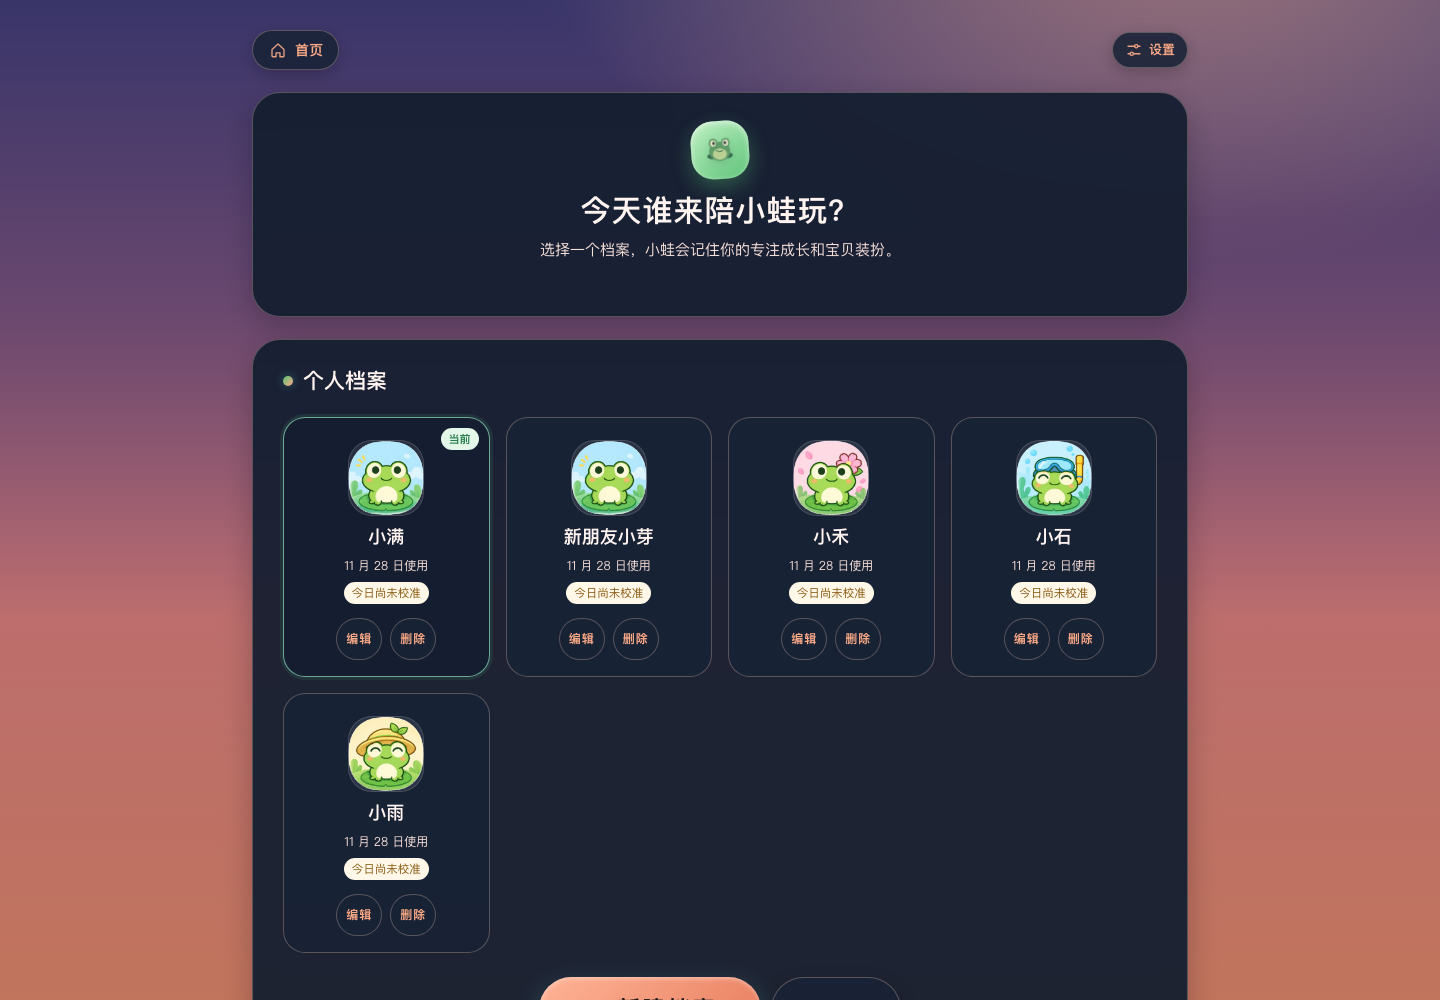 首页
设置
今天谁来陪小蛙玩?
选择一个档案，小蛙会记住你的专注成长和宝贝装扮。
个人档案
当前
小满
11 月 28 日使用
今日尚未校准
编辑 删除
新朋友小芽
11 月 28 日使用
今日尚未校准
编辑 删除
小禾
11 月 28 日使用
今日尚未校准
编辑 删除
小石
11 月 28 日使用
今日尚未校准
编辑 删除
小雨
11 月 28 日使用
今日尚未校准
编辑 删除